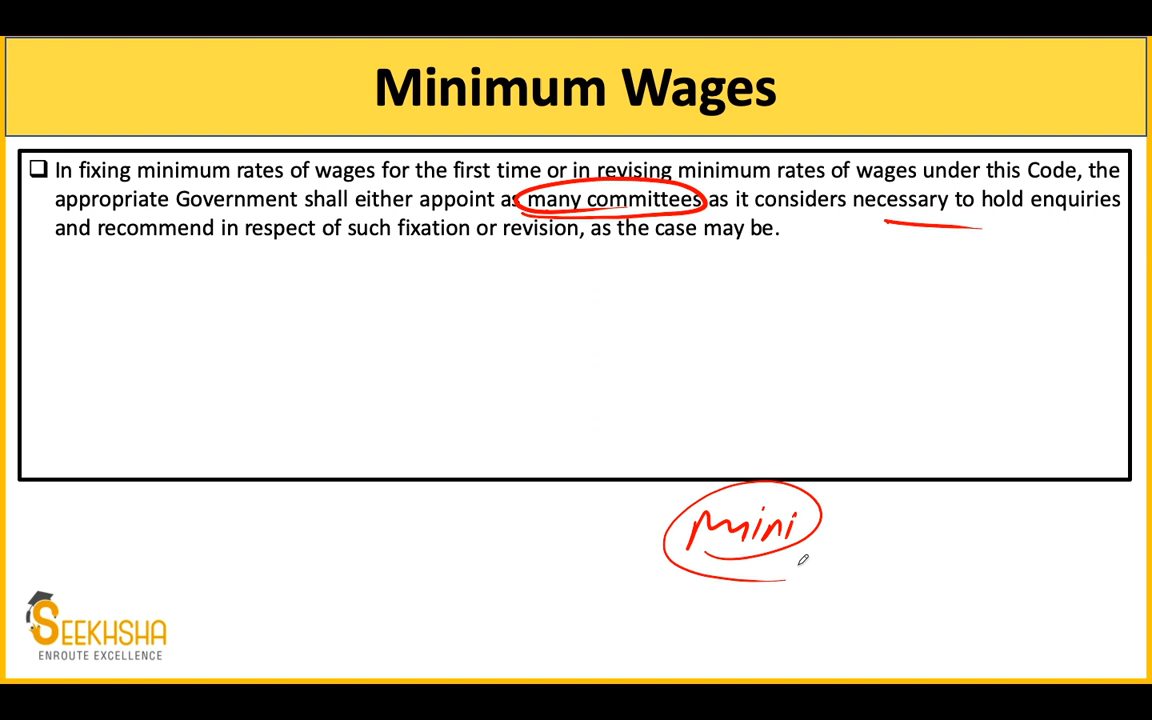 Minimum Wages
In fixing minimum rates of wages for the first time or in revising minimum rates of wages under this Code, the
appropriate Government shall either appoint as many committees as it considers necessary to hold enquiries
and recommend in respect of such fixation or revision, as the case may be.
mini
SEEKHSHA
ENROUTE EXCELLENCE